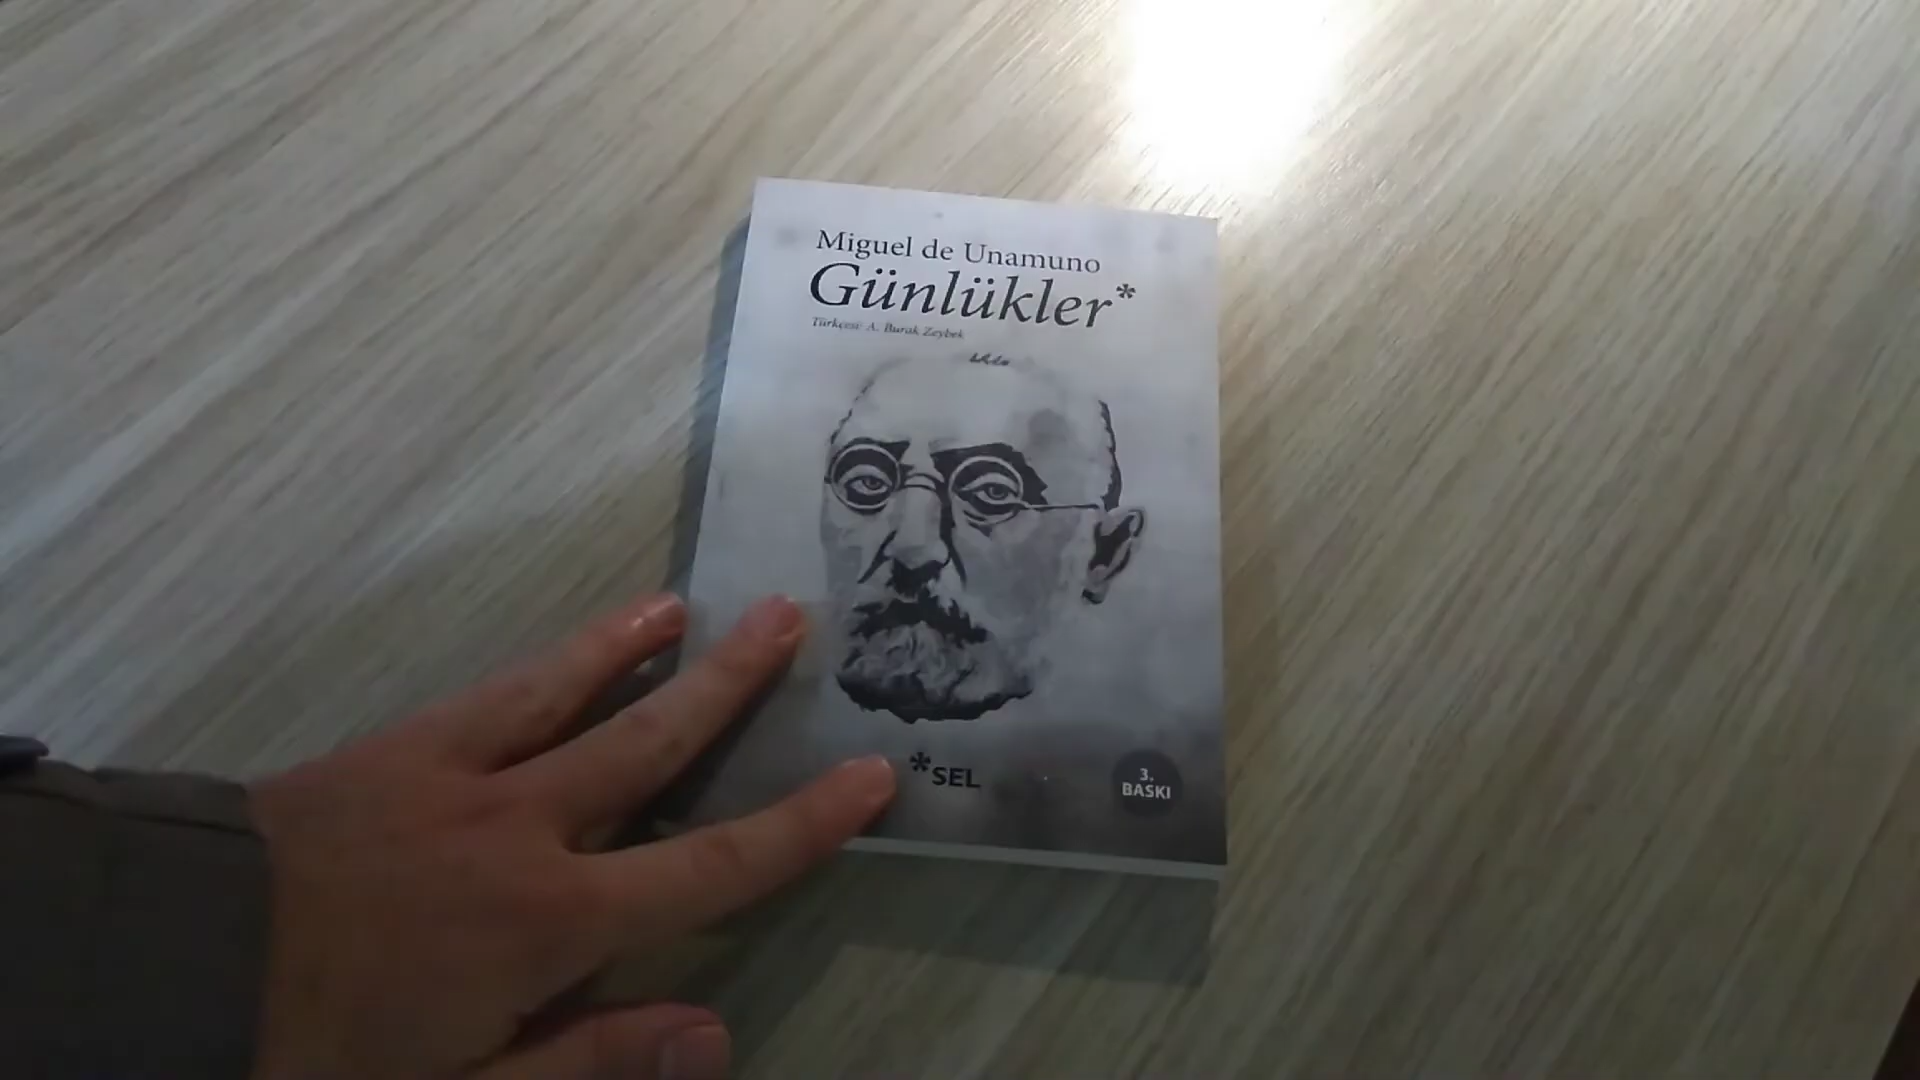 Miguel de Unamuno
Günlükler*
Türkçesi: A. Burak Zeybek
*SEL
3.
BASKI